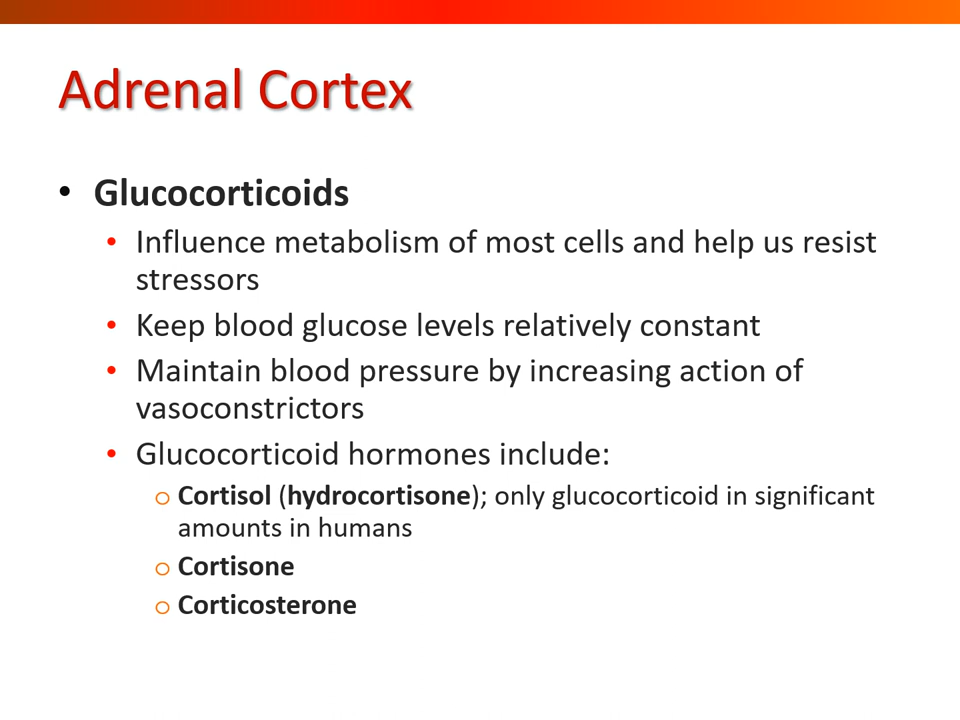 Adrenal Cortex
• Glucocorticoids
• Influence metabolism of most cells and help us resist
stressors
• Keep blood glucose levels relatively constant
• Maintain blood pressure by increasing action of
vasoconstrictors
• Glucocorticoid hormones include:
o Cortisol (hydrocortisone); only glucocorticoid in significant
amounts in humans
o Cortisone
o Corticosterone